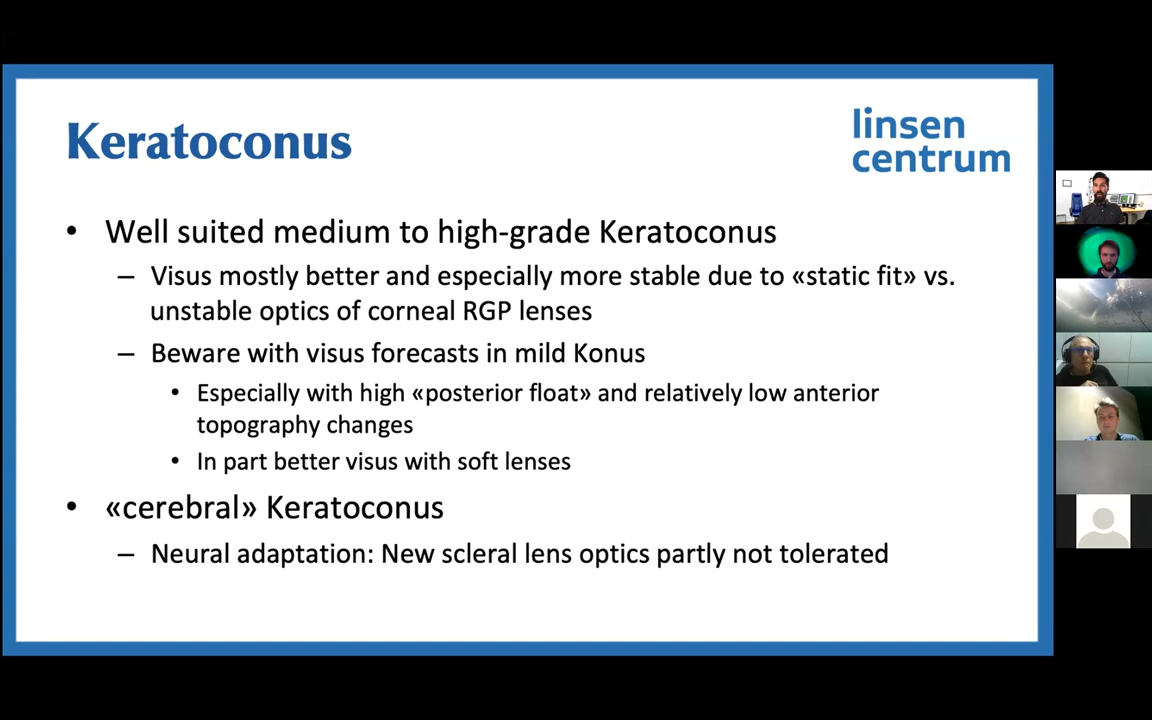 Keratoconus
linsen
centrum
• Well suited medium to high-grade Keratoconus
– Visus mostly better and especially more stable due to «static fit» vs.
unstable optics of corneal RGP lenses
– Beware with visus forecasts in mild Konus
• Especially with high «posterior float» and relatively low anterior
topography changes
• In part better visus with soft lenses
• «cerebral» Keratoconus
– Neural adaptation: New scleral lens optics partly not tolerated